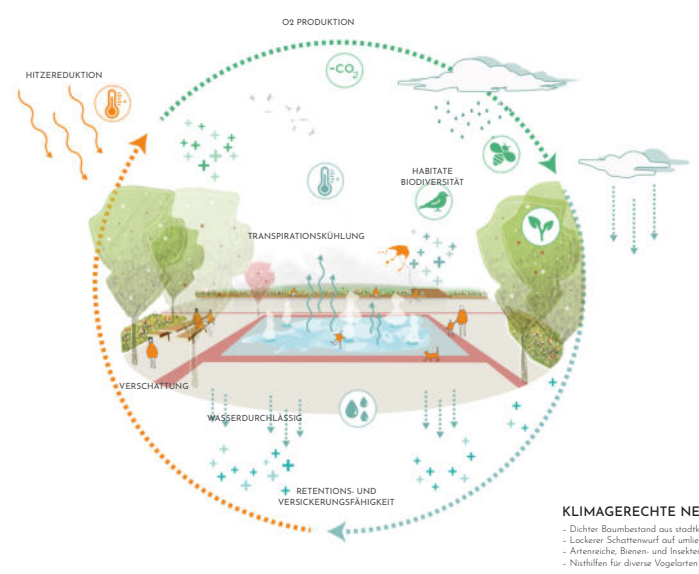 O2 PRODUKTION
-CO2
HITZEREDUKTION
HABITATE
BIODIVERSITÄT
TRANSPIRATIONSKÜHLUNG
VERSCHATTUNG
WASSERDURCHLÄSSIG
RETENTIONS- UND
VERSICKERUNGSFÄHIGKEIT
KLIMAGERECHTE NE
- Dichter Baumbestand aus stadtk
- Lockerer Schattenwurf auf umlie
- Artenreiche, Bienen- und Insekten
- Nisthilfen für diverse Vogelarten